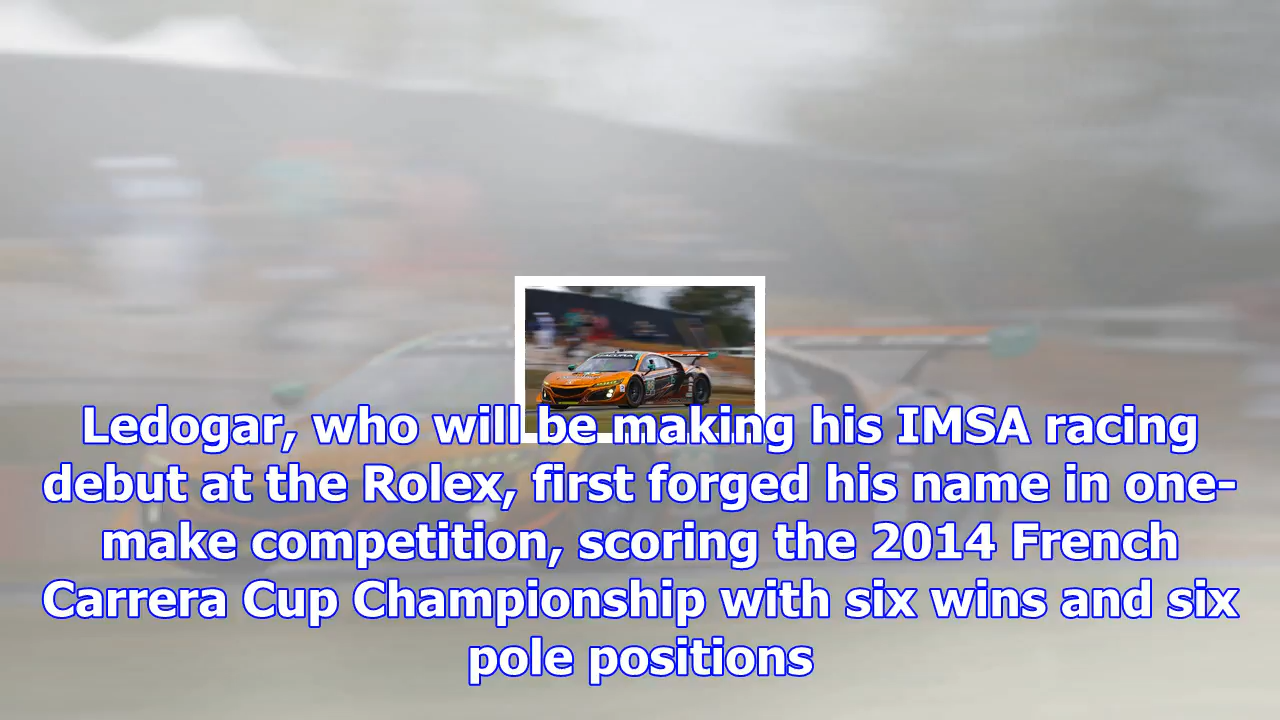 ACURA
Ledogar, who will be making his IMSA racing
debut at the Rolex, first forged his name in one-
make competition, scoring the 2014 French
Carrera Cup Championship with six wins and six
pole positions